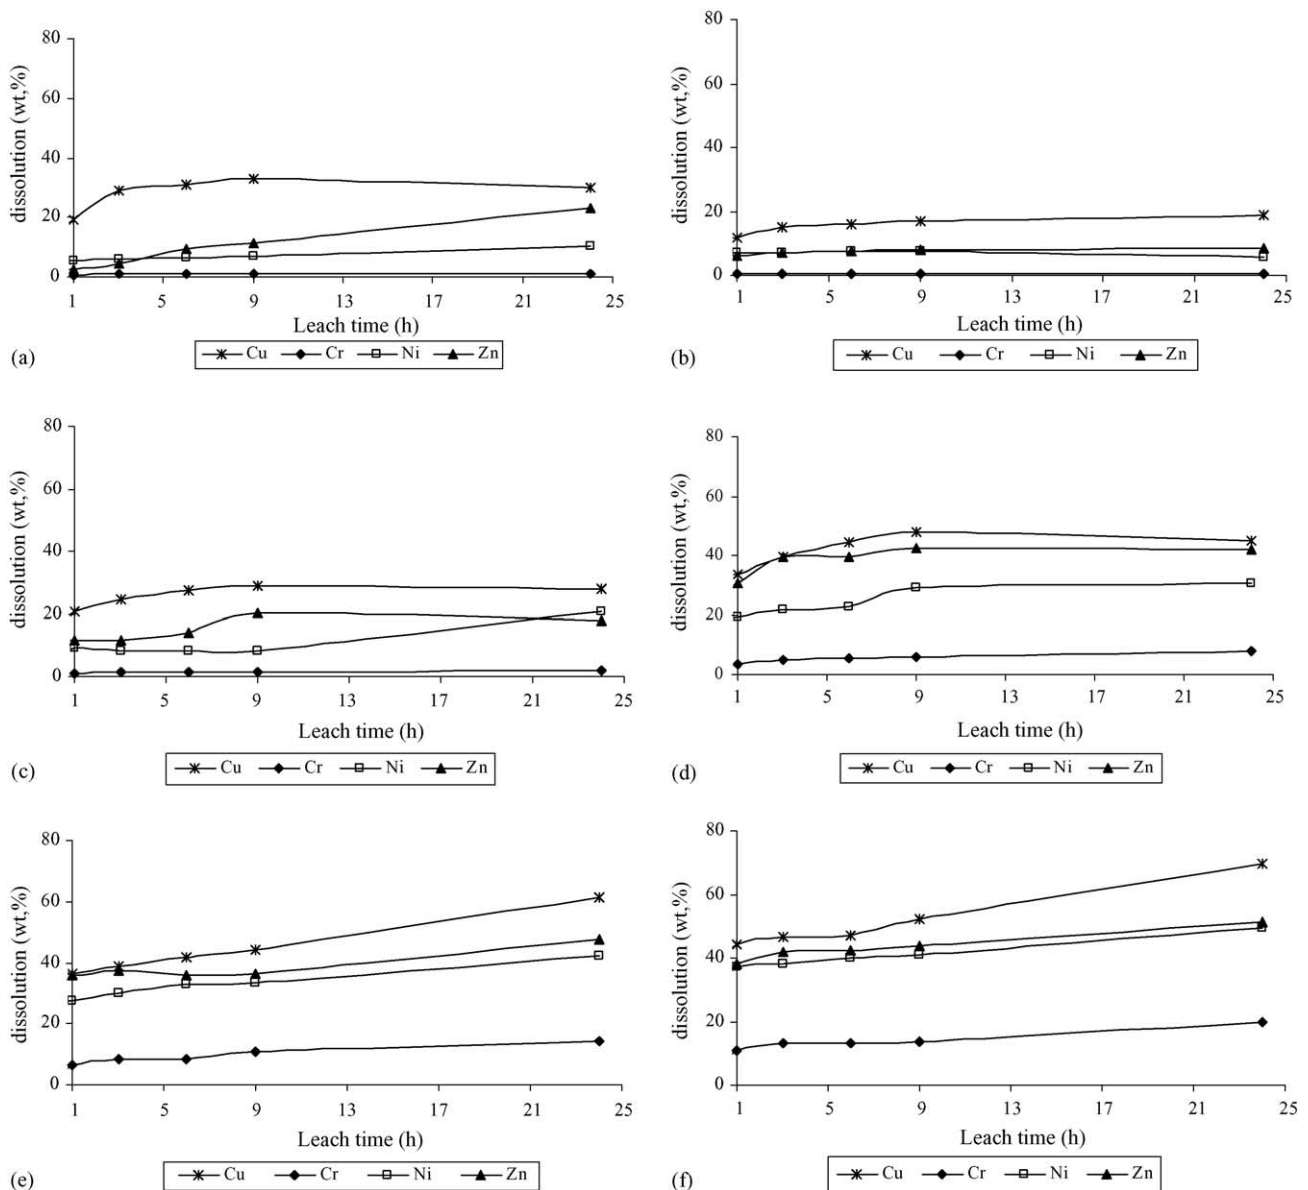 80
60
40
20
0
dissolution (wt,%)
1 5 9 13 17 21 25
Leach time (h)
Cu Cr Ni Zn
(a)
80
60
40
20
0
dissolution (wt,%)
1 5 9 13 17 21 25
Leach time (h)
Cu Cr Ni Zn
(b)
80
60
40
20
0
dissolution (wt,%)
1 5 9 13 17 21 25
Leach time (h)
Cu Cr Ni Zn
(c)
80
60
40
20
0
dissolution (wt,%)
1 5 9 13 17 21 25
Leach time (h)
Cu Cr Ni Zn
(d)
80
60
40
20
0
dissolution (wt,%)
1 5 9 13 17 21 25
Leach time (h)
Cu Cr Ni Zn
(e)
80
60
40
20
0
dissolution (wt,%)
1 5 9 13 17 21 25
Leach time (h)
Cu Cr Ni Zn
(f)